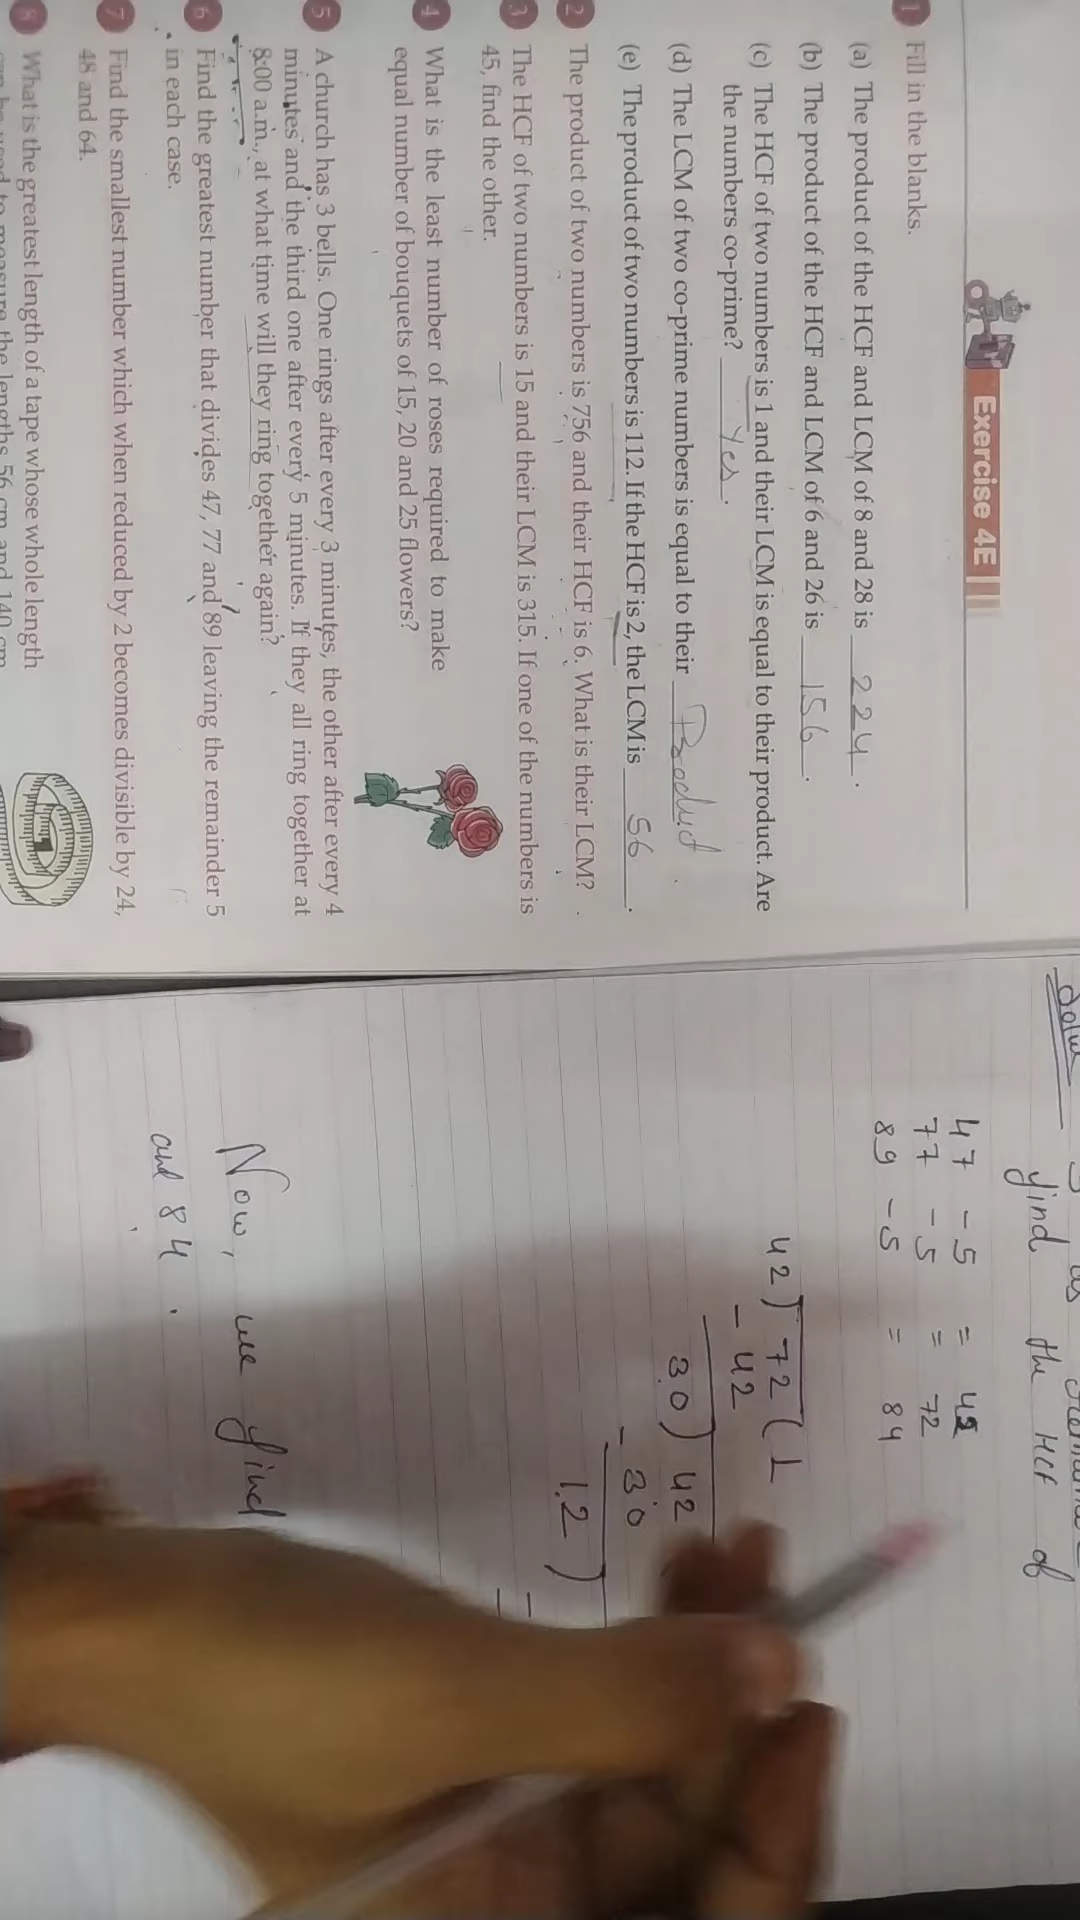 Exercise 4E
1 Fill in the blanks.
(a) The product of the HCF and LCM of 8 and 28 is 224.
(b) The product of the HCF and LCM of 6 and 26 is 156.
(c) The HCF of two numbers is 1 and their LCM is equal to their product. Are
the numbers co-prime? Yes.
(d) The LCM of two co-prime numbers is equal to their Product.
(e) The product of two numbers is 112. If the HCF is 2, the LCM is 56.
2 The product of two numbers is 756 and their HCF is 6. What is their LCM?
3 The HCF of two numbers is 15 and their LCM is 315. If one of the numbers is
45, find the other.
4 What is the least number of roses required to make
equal number of bouquets of 15, 20 and 25 flowers?
5 A church has 3 bells. One rings after every 3 minutes, the other after every 4
minutes and the third one after every 5 minutes. If they all ring together at
8:00 a.m., at what time will they ring together again?
6 Find the greatest number that divides 47, 77 and 89 leaving the remainder 5
in each case.
7 Find the smallest number which when reduced by 2 becomes divisible by 24,
48 and 64.
8 What is the greatest length of a tape whose whole length
the lengths 56 cm and 140 cm
find the HCF of
47 - 5 = 42
77 - 5 = 72
89 - 5 = 84
42) 72 (1
- 42
30) 42
- 30
12)
Now, we find
and 84.